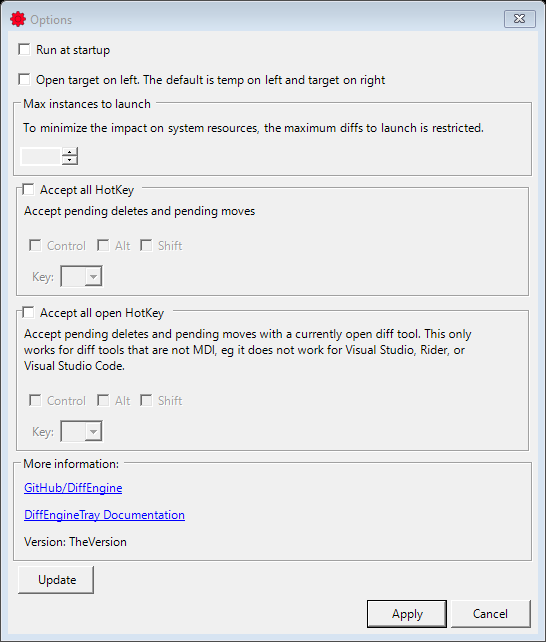 Options
Run at startup
Open target on left. The default is temp on left and target on right
Max instances to launch
To minimize the impact on system resources, the maximum diffs to launch is restricted.
Accept all HotKey
Accept pending deletes and pending moves
Control Alt Shift
Key:
Accept all open HotKey
Accept pending deletes and pending moves with a currently open diff tool. This only
works for diff tools that are not MDI, eg it does not work for Visual Studio, Rider, or
Visual Studio Code.
Control Alt Shift
Key:
More information:
GitHub/DiffEngine
DiffEngineTray Documentation
Version: TheVersion
Update
Apply Cancel